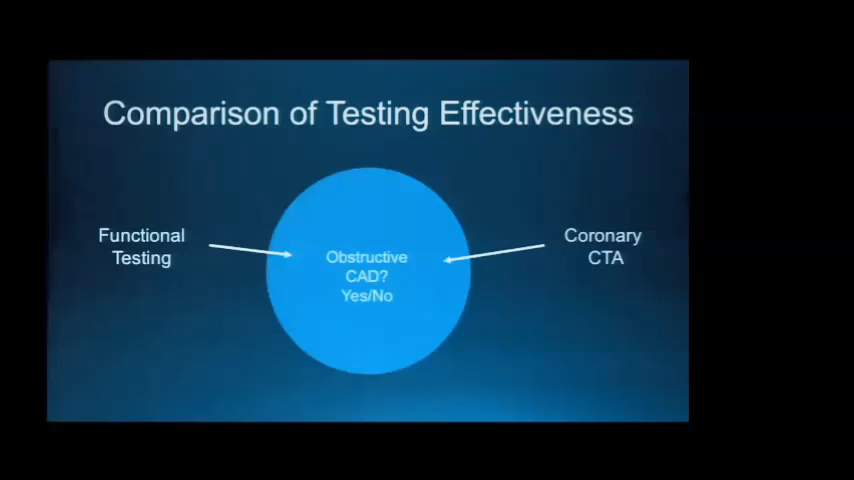 Comparison of Testing Effectiveness
Functional
Testing
Obstructive
CAD?
Yes/No
Coronary
CTA